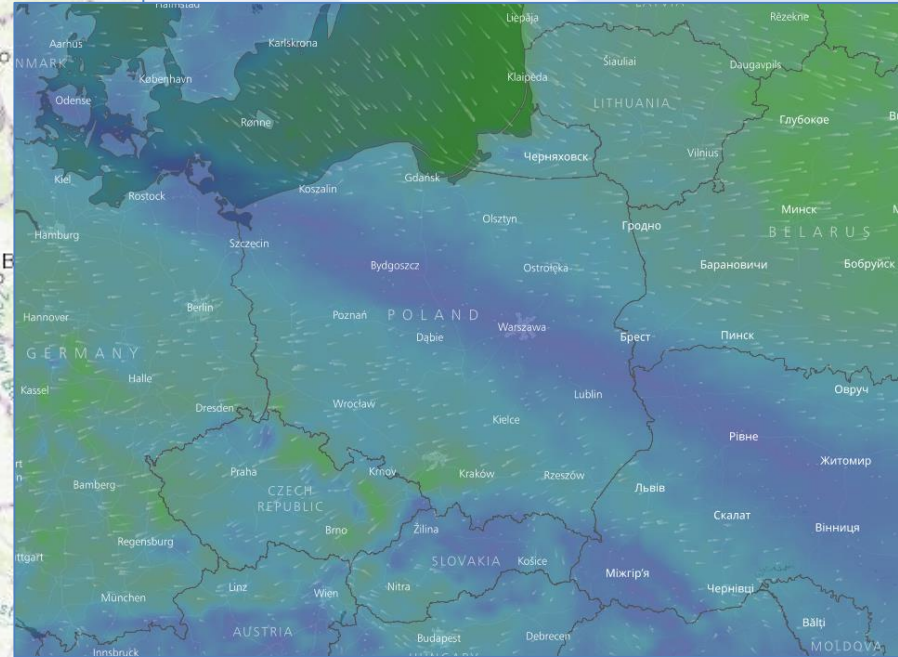 Halmstad
Liepāja
LATVIA
Rēzekne
Aarhus
Karlskrona
Šiauliai
Daugavpils
København
Klaipėda
Odense
LITHUANIA
Глубокое
Rønne
Vilnius
Черняховск
Kiel
Gdańsk
Rostock
Koszalin
Минск
Olsztyn
Гродно
BELARUS
Hamburg
Szczecin
Bydgoszcz
Ostrołęka
Барановичи
Бобруйск
Berlin
Hannover
Poznań
POLAND
Warszawa
Dąbie
Брест
Пинск
GERMANY
Halle
Kassel
Lublin
Овруч
Dresden
Wrocław
Kielce
Рівне
Praha
Krnov
Kraków
Rzeszów
Житомир
Bamberg
CZECH
REPUBLIC
Львів
Скалат
Brno
Žilina
Вінниця
Regensburg
SLOVAKIA
Košice
Міжгір'я
Linz
Wien
Nitra
Чернівці
München
Bălți
AUSTRIA
Budapest
Debrecen
MOLDOVA
Innsbruck
HUNGARY